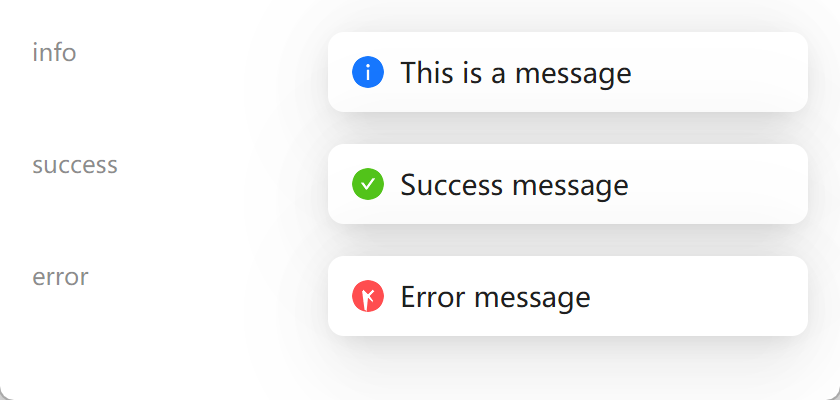 info
This is a message
success
Success message
error
Error message